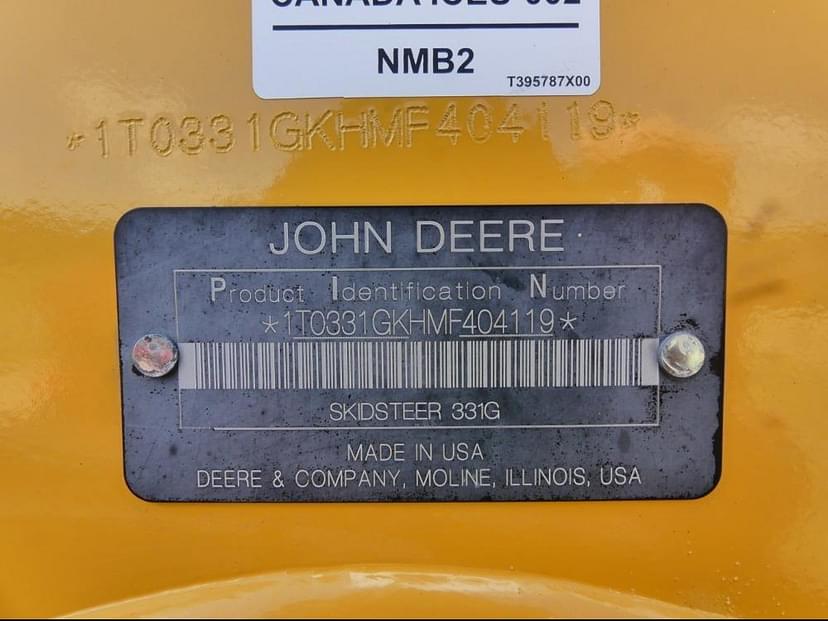 NMB2
T395787X00
*1T0331GKHMF404119*
JOHN DEERE
Product Identification Number
*1T0331GKHMF404119*
SKIDSTEER 331G
MADE IN USA
DEERE & COMPANY, MOLINE, ILLINOIS, USA